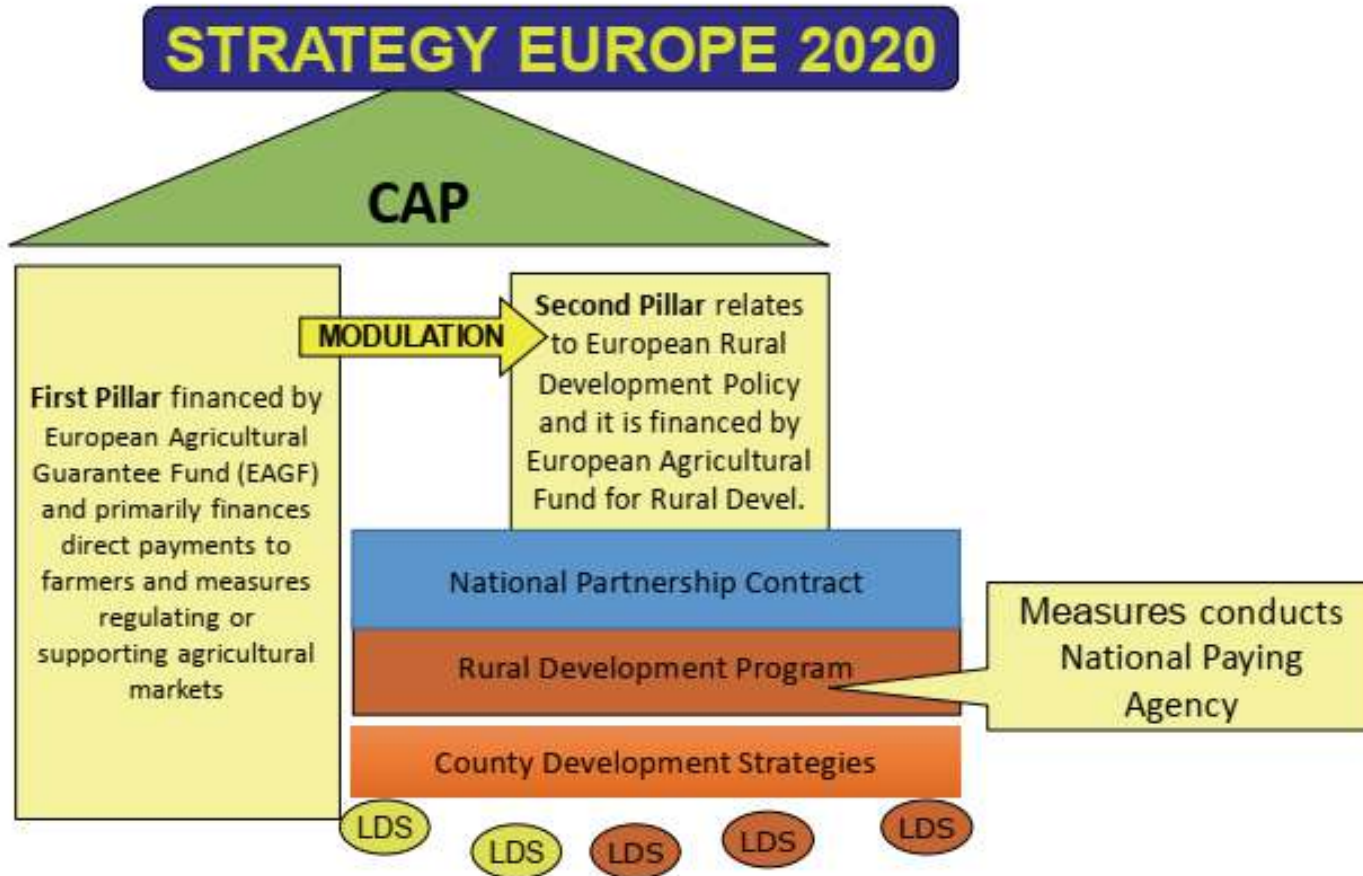 STRATEGY EUROPE 2020
CAP
First Pillar financed by
European Agricultural
Guarantee Fund (EAGF)
and primarily finances
direct payments to
farmers and measures
regulating or
supporting agricultural
markets
MODULATION
Second Pillar relates
to European Rural
Development Policy
and it is financed by
European Agricultural
Fund for Rural Devel.
National Partnership Contract
Rural Development Program
Measures conducts
National Paying
Agency
County Development Strategies
LDS
LDS
LDS
LDS
LDS